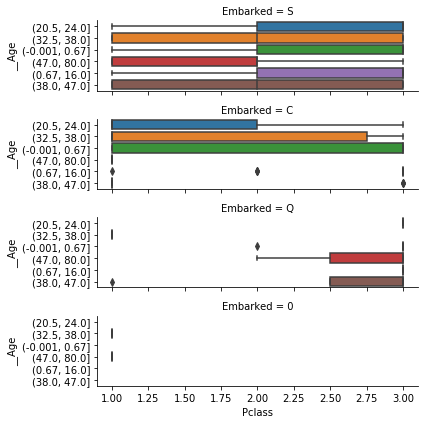 Embarked = S
(20.5, 24.0]
(32.5, 38.0]
(-0.001, 0.67]
(47.0, 80.0]
(0.67, 16.0]
(38.0, 47.0]
__Age
Embarked = C
(20.5, 24.0]
(32.5, 38.0]
(-0.001, 0.67]
(47.0, 80.0]
(0.67, 16.0]
(38.0, 47.0]
__Age
Embarked = Q
(20.5, 24.0]
(32.5, 38.0]
(-0.001, 0.67]
(47.0, 80.0]
(0.67, 16.0]
(38.0, 47.0]
__Age
Embarked = 0
(20.5, 24.0]
(32.5, 38.0]
(-0.001, 0.67]
(47.0, 80.0]
(0.67, 16.0]
(38.0, 47.0]
__Age
1.00 1.25 1.50 1.75 2.00 2.25 2.50 2.75 3.00
Pclass